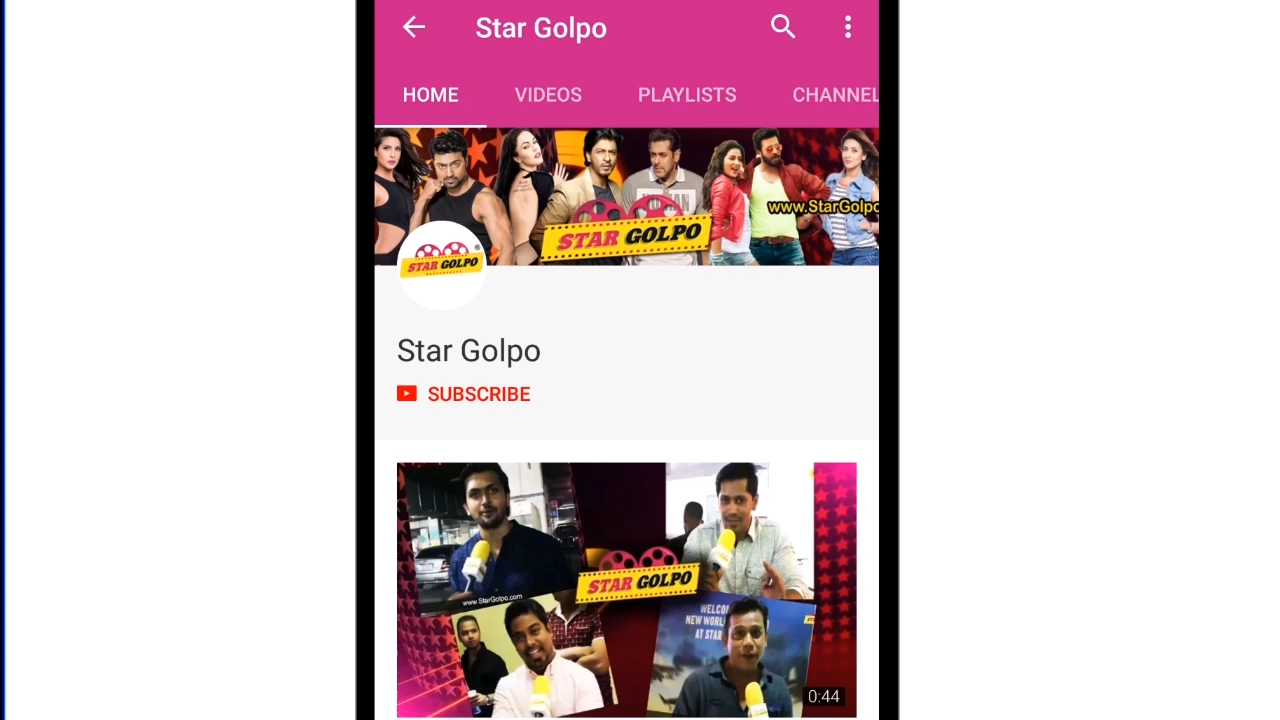 Star Golpo
HOME VIDEOS PLAYLISTS CHANNEL
www.StarGolpo
STAR GOLPO
STAR GOLPO ®
Star Golpo
SUBSCRIBE
STAR GOLPO
www.StarGolpo.com
WELCO
NEW WORL
AT STAR
0:44